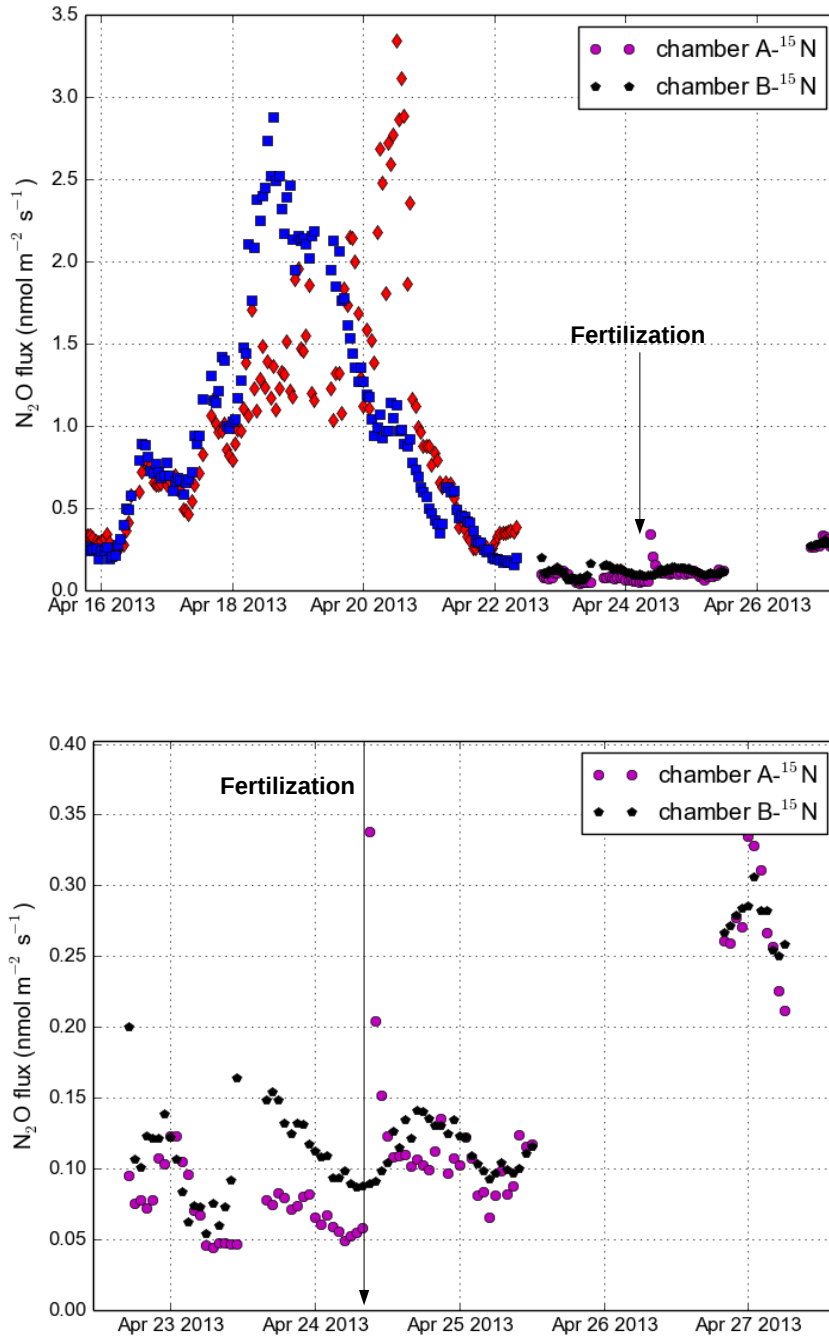 3.5
3.0
2.5
2.0
1.5
1.0
0.5
0.0
N₂O flux (nmol m⁻² s⁻¹)
chamber A-¹⁵N
chamber B-¹⁵N
Fertilization
Apr 16 2013 Apr 18 2013 Apr 20 2013 Apr 22 2013 Apr 24 2013 Apr 26 2013
0.40
0.35
0.30
0.25
0.20
0.15
0.10
0.05
0.00
N₂O flux (nmol m⁻² s⁻¹)
chamber A-¹⁵N
chamber B-¹⁵N
Fertilization
Apr 23 2013 Apr 24 2013 Apr 25 2013 Apr 26 2013 Apr 27 2013